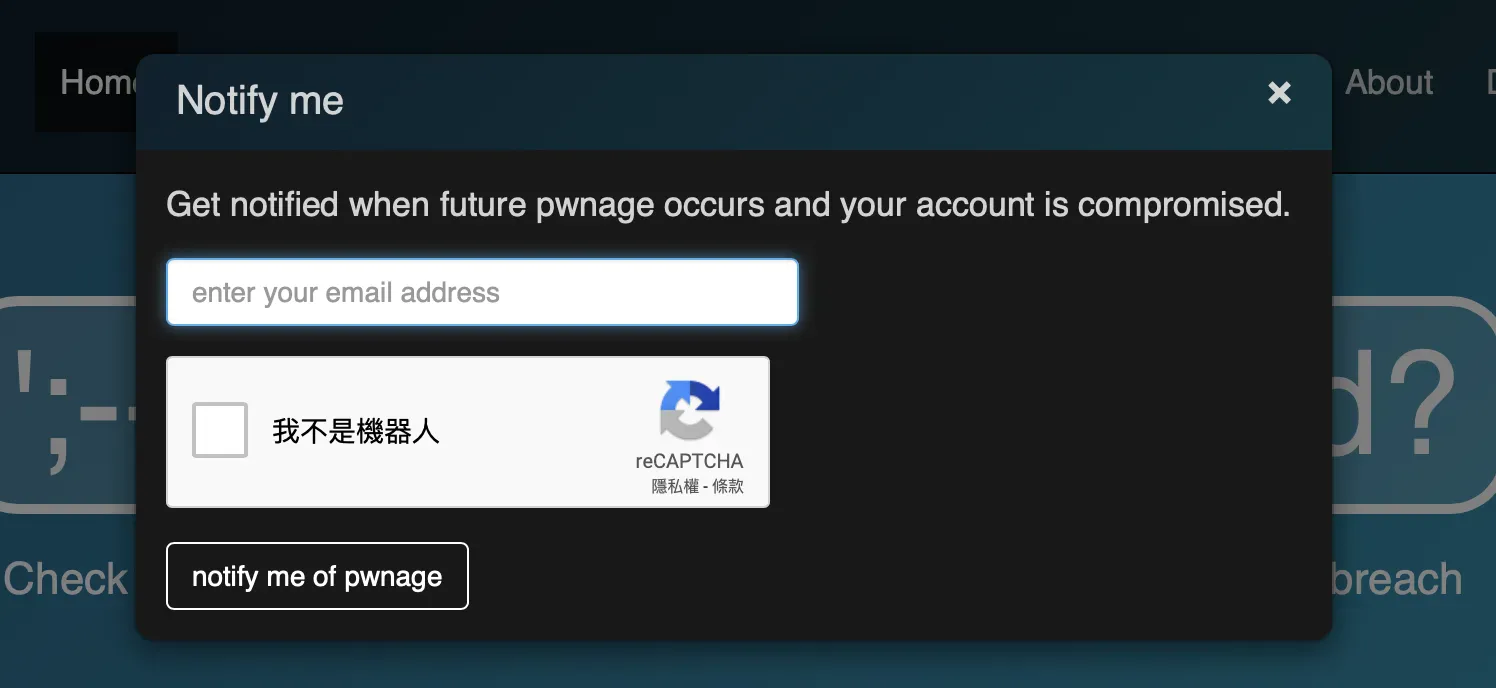 Home
About
Notify me
Get notified when future pwnage occurs and your account is compromised.
enter your email address
我不是機器人
reCAPTCHA
隱私權 - 條款
notify me of pwnage
';--
d?
Check
breach